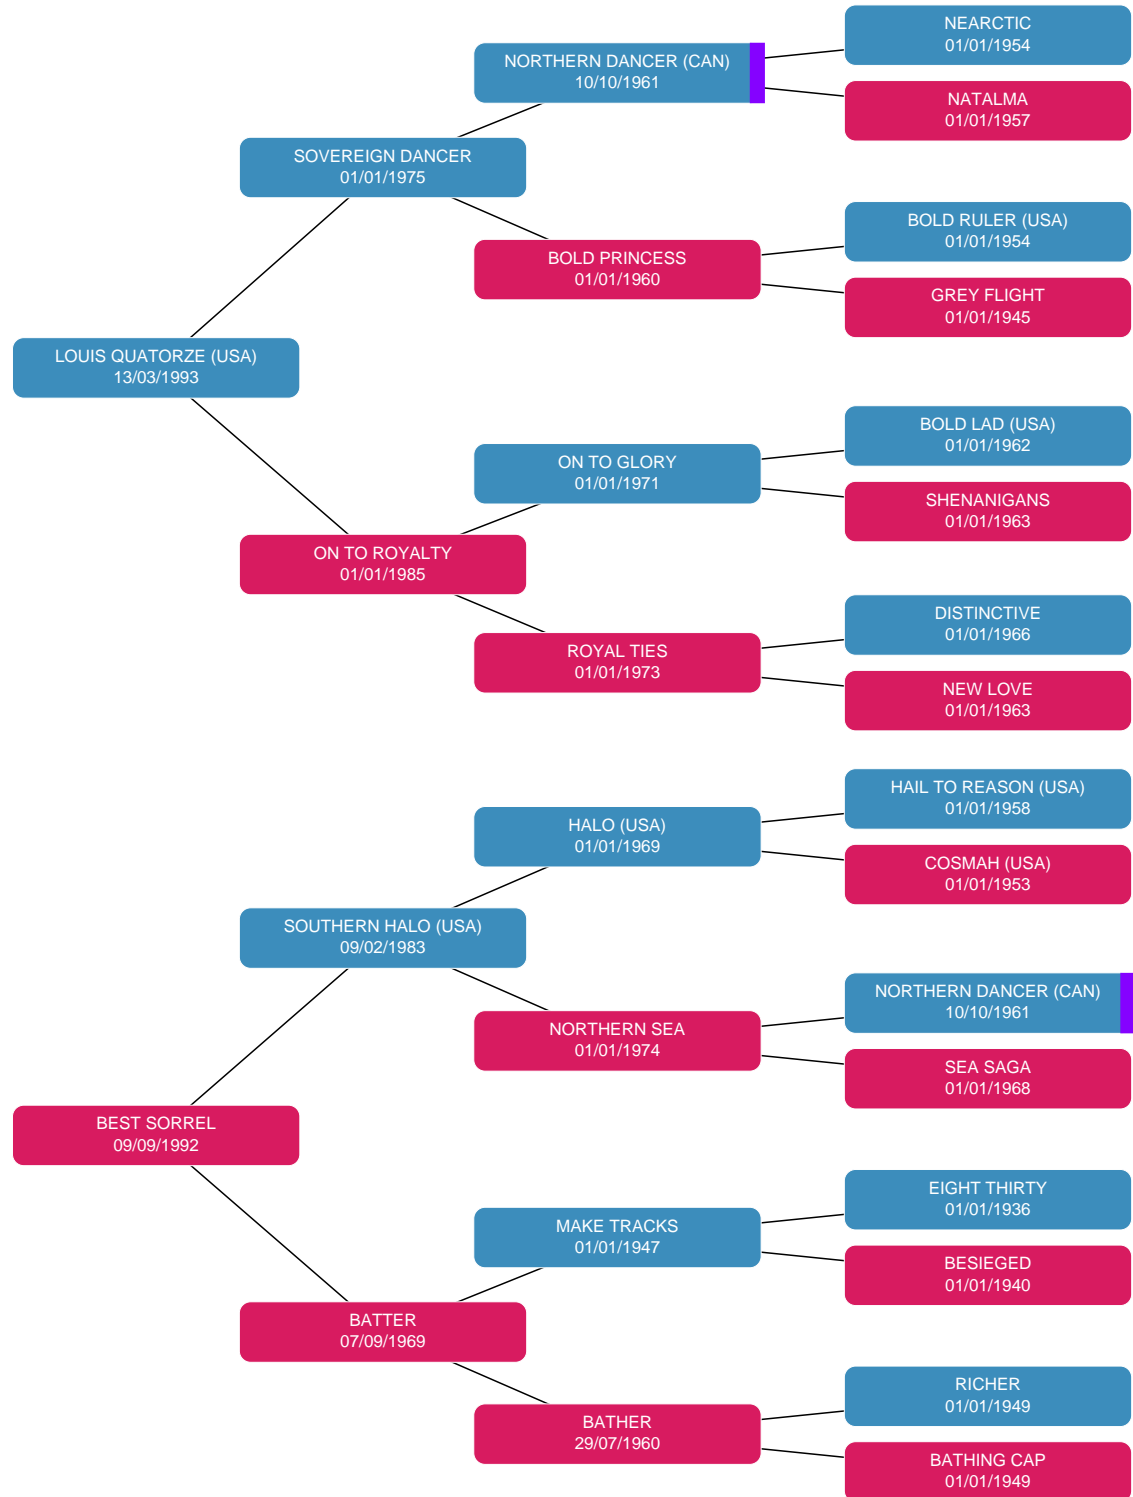 NEARCTIC
01/01/1954
NORTHERN DANCER (CAN)
10/10/1961
NATALMA
01/01/1957
SOVEREIGN DANCER
01/01/1975
BOLD RULER (USA)
01/01/1954
BOLD PRINCESS
01/01/1960
GREY FLIGHT
01/01/1945
LOUIS QUATORZE (USA)
13/03/1993
BOLD LAD (USA)
01/01/1962
ON TO GLORY
01/01/1971
SHENANIGANS
01/01/1963
ON TO ROYALTY
01/01/1985
DISTINCTIVE
01/01/1966
ROYAL TIES
01/01/1973
NEW LOVE
01/01/1963
HAIL TO REASON (USA)
01/01/1958
HALO (USA)
01/01/1969
COSMAH (USA)
01/01/1953
SOUTHERN HALO (USA)
09/02/1983
NORTHERN DANCER (CAN)
10/10/1961
NORTHERN SEA
01/01/1974
SEA SAGA
01/01/1968
BEST SORREL
09/09/1992
EIGHT THIRTY
01/01/1936
MAKE TRACKS
01/01/1947
BESIEGED
01/01/1940
BATTER
07/09/1969
RICHER
01/01/1949
BATHER
29/07/1960
BATHING CAP
01/01/1949